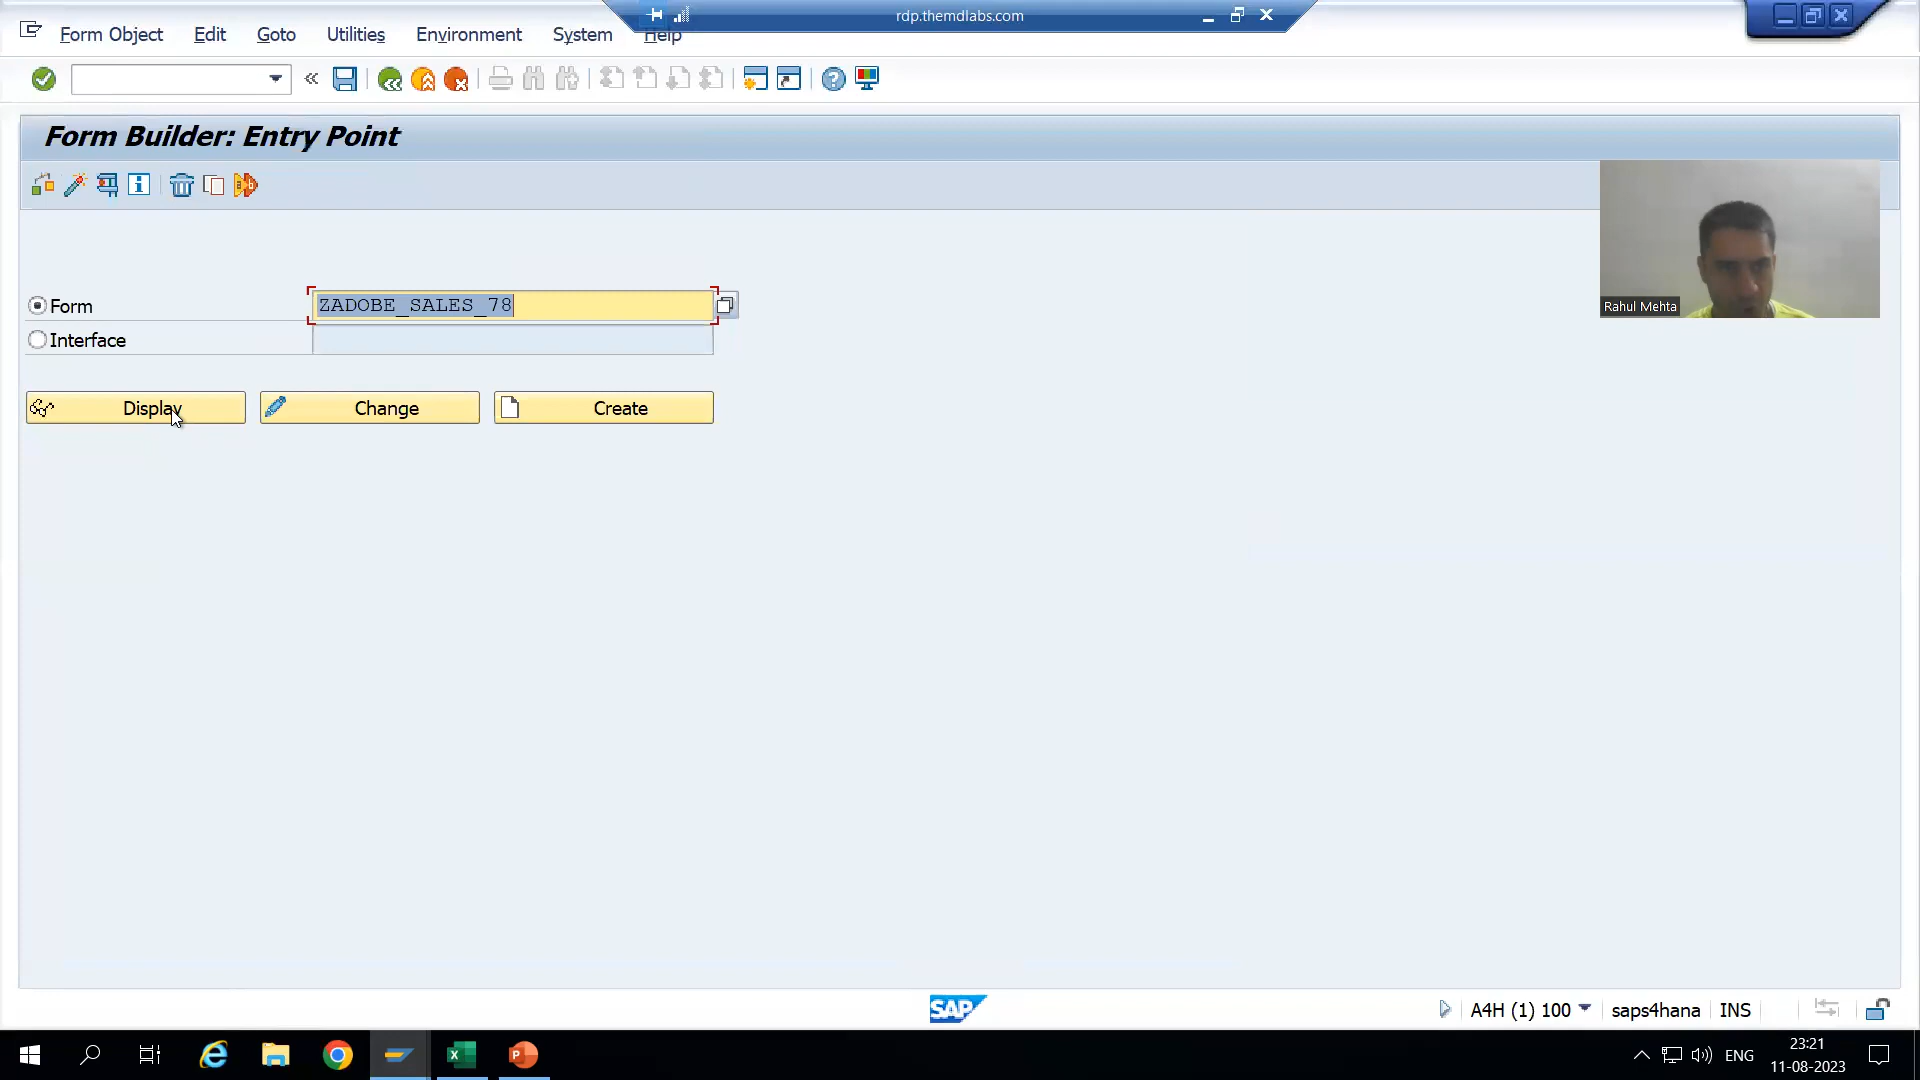 rdp.themdlabs.com
Form Object Edit Goto Utilities Environment System Help
Form Builder: Entry Point
Form ZADOBE_SALES_78
Interface
Display Change Create
Rahul Mehta
SAP A4H (1) 100 saps4hana INS
ENG 23:21
11-08-2023